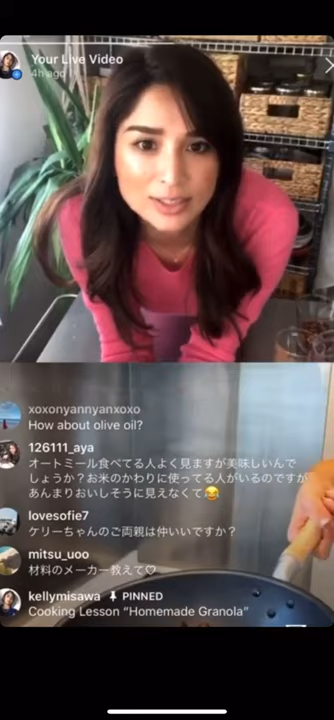 Your Live Video
4h ago
xoxonyannyanxoxo
How about olive oil?
126111_aya
オートミール食べてる人よく見ますが美味しいんで
しょうか？お米のかわりに使ってる人がいるのですが
あんまりおいしそうに見えなくて😂
lovesofie7
ケリーちゃんのご両親は仲いいですか？
mitsu_uoo
材料のメーカー教えて♡
kellymisawa PINNED
Cooking Lesson “Homemade Granola”